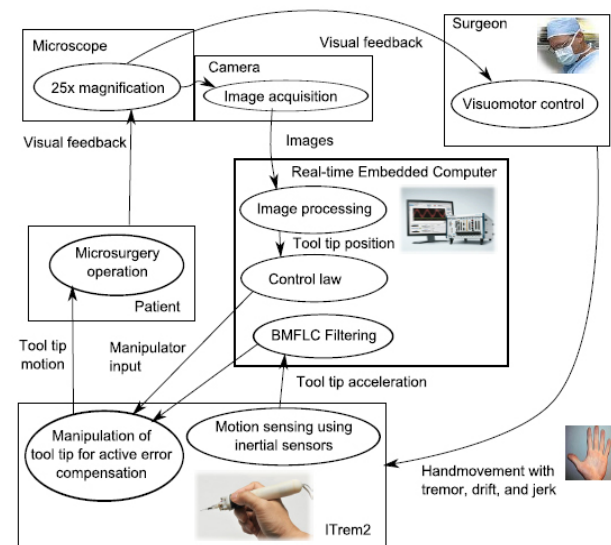 Surgeon
Microscope
Visual feedback
Camera
25x magnification
Image acquisition
Visuomotor control
Images
Visual feedback
Real-time Embedded Computer
Image processing
Tool tip position
Microsurgery
operation
Control law
Patient
BMFLC Filtering
Tool tip
motion
Manipulator
input
Tool tip acceleration
Manipulation of
tool tip for active error
compensation
Motion sensing using
inertial sensors
Handmovement with
tremor, drift, and jerk
ITrem2